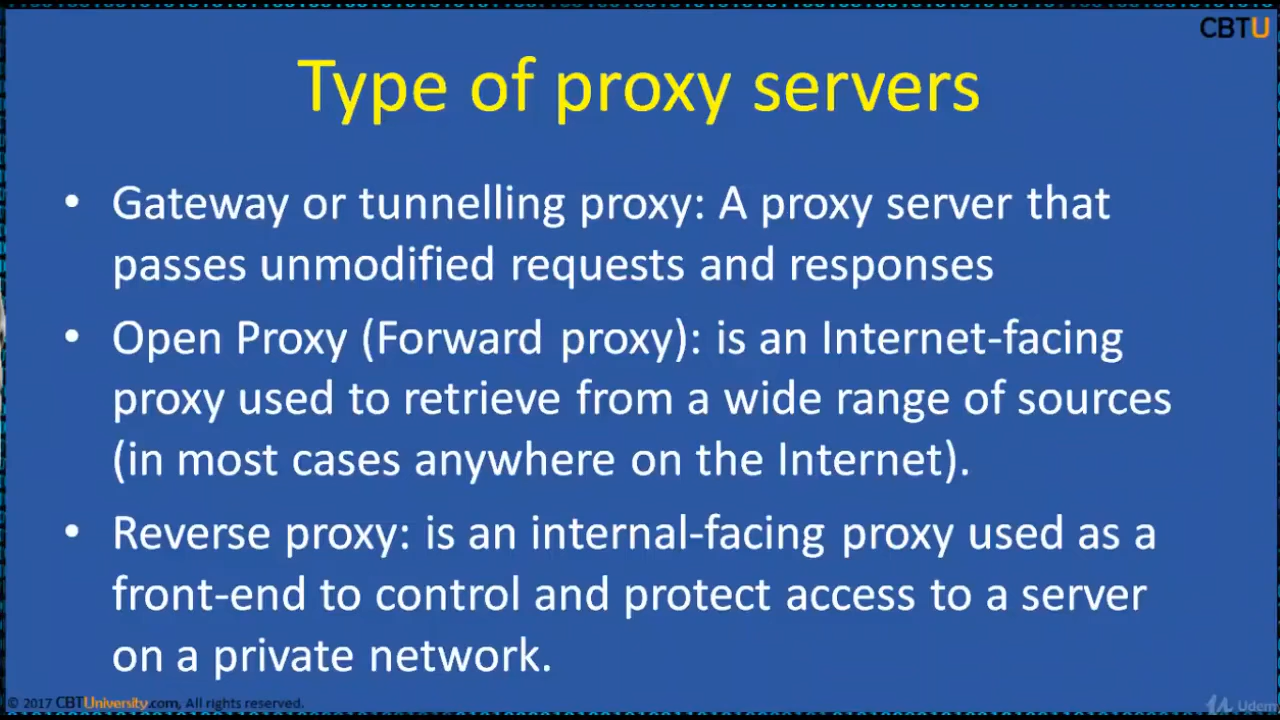 CBTU
Type of proxy servers
• Gateway or tunnelling proxy: A proxy server that
passes unmodified requests and responses
• Open Proxy (Forward proxy): is an Internet-facing
proxy used to retrieve from a wide range of sources
(in most cases anywhere on the Internet).
• Reverse proxy: is an internal-facing proxy used as a
front-end to control and protect access to a server
on a private network.
© 2017 CBTUniversity.com, All rights reserved.